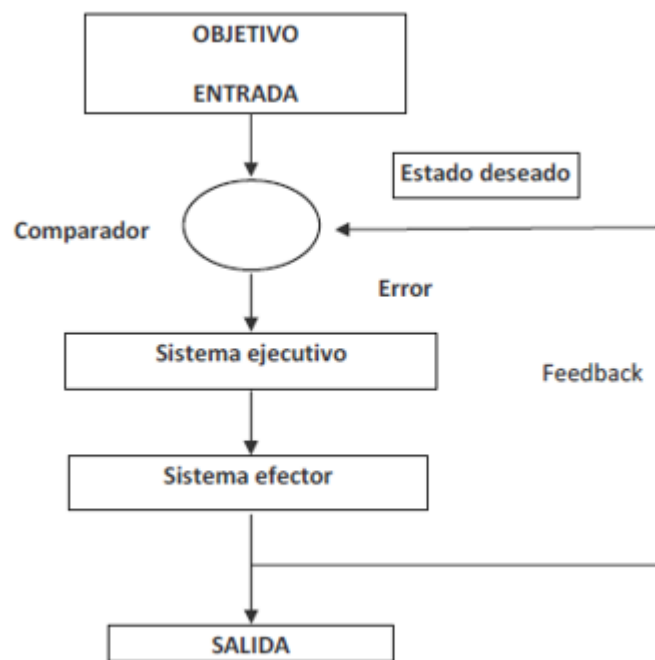 OBJETIVO
ENTRADA
Estado deseado
Comparador
Error
Sistema ejecutivo
Feedback
Sistema efector
SALIDA